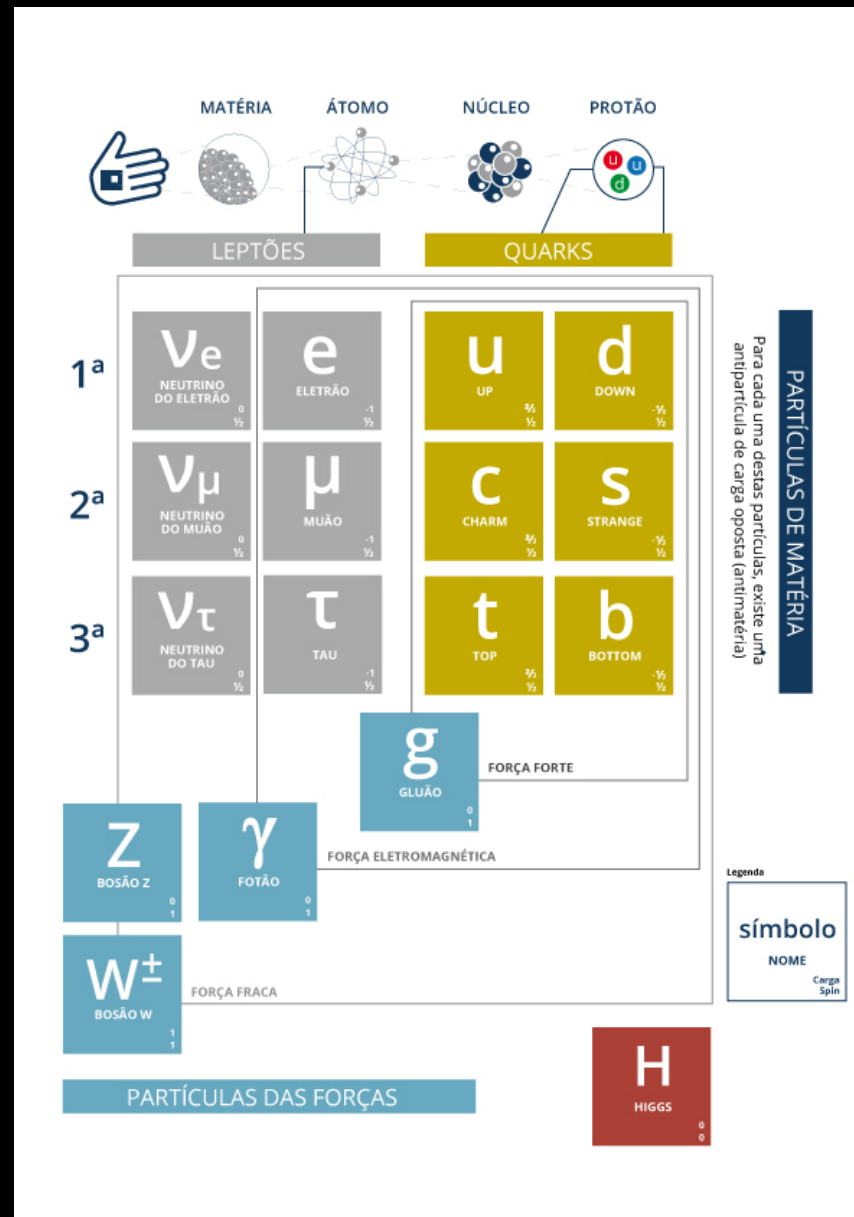 MATÉRIA
ÁTOMO
NÚCLEO
PROTÃO
u
u
d
LEPTÕES
QUARKS
1ª
νe
NEUTRINO
DO ELETRÃO
0
½
e
ELETRÃO
-1
½
u
UP
⅔
½
d
DOWN
-⅓
½
2ª
νμ
NEUTRINO
DO MUÃO
0
½
μ
MUÃO
-1
½
c
CHARM
⅔
½
s
STRANGE
-⅓
½
3ª
ντ
NEUTRINO
DO TAU
0
½
τ
TAU
-1
½
t
TOP
⅔
½
b
BOTTOM
-⅓
½
PARTÍCULAS DE MATÉRIA
Para cada uma destas partículas, existe uma
antipartícula de carga oposta (antimatéria)
g
GLUÃO
0
1
FORÇA FORTE
Z
BOSÃO Z
0
1
γ
FOTÃO
0
1
FORÇA ELETROMAGNÉTICA
W±
BOSÃO W
1
1
FORÇA FRACA
Legenda
símbolo
NOME
Carga
Spin
H
HIGGS
0
0
PARTÍCULAS DAS FORÇAS